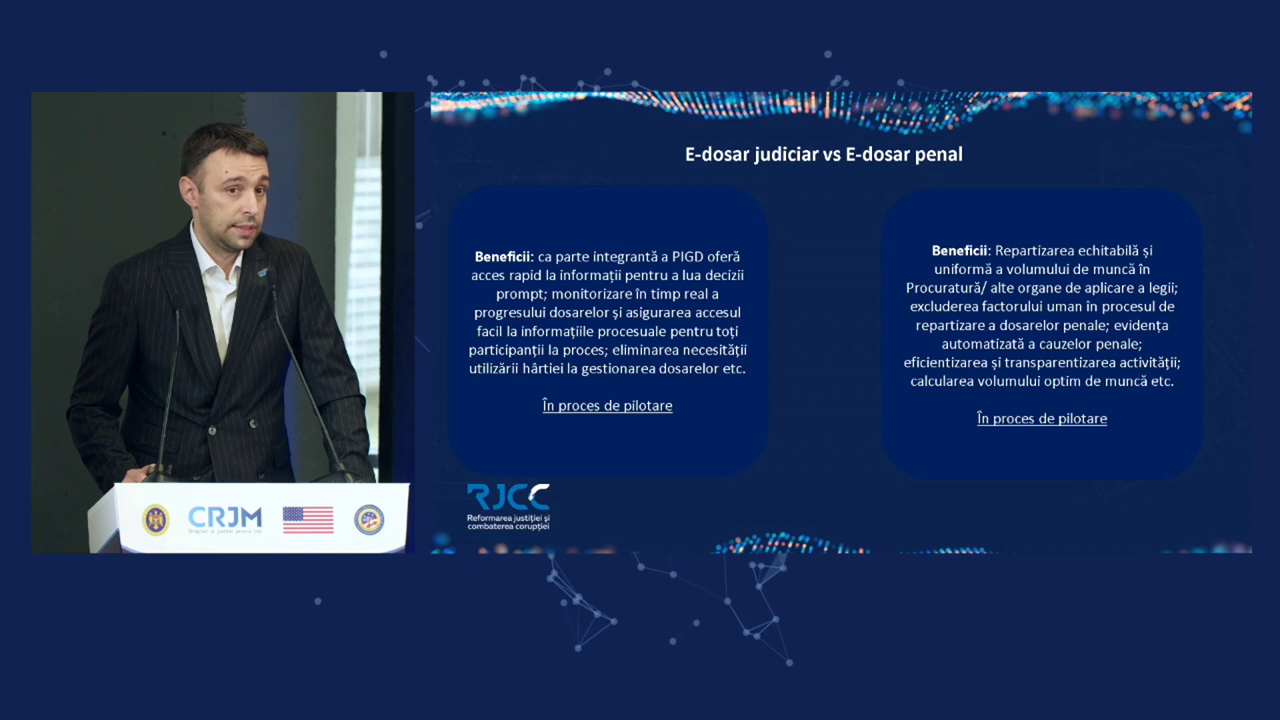 E-dosar judiciar vs E-dosar penal
Beneficii: ca parte integrantă a PIGD oferă
acces rapid la informații pentru a lua decizii
prompt; monitorizare în timp real a
progresului dosarelor și asigurarea accesul
facil la informațiile procesuale pentru toți
participanții la proces; eliminarea necesității
utilizării hârtiei la gestionarea dosarelor etc.
În proces de pilotare
Beneficii: Repartizarea echitabilă și
uniformă a volumului de muncă în
Procuratură/ alte organe de aplicare a legii;
excluderea factorului uman în procesul de
repartizare a dosarelor penale; evidența
automatizată a cauzelor penale;
eficientizarea și transparentizarea activității;
calcularea volumului optim de muncă etc.
În proces de pilotare
RJCC
Reformarea justiției și
combaterea corupției
CRJM